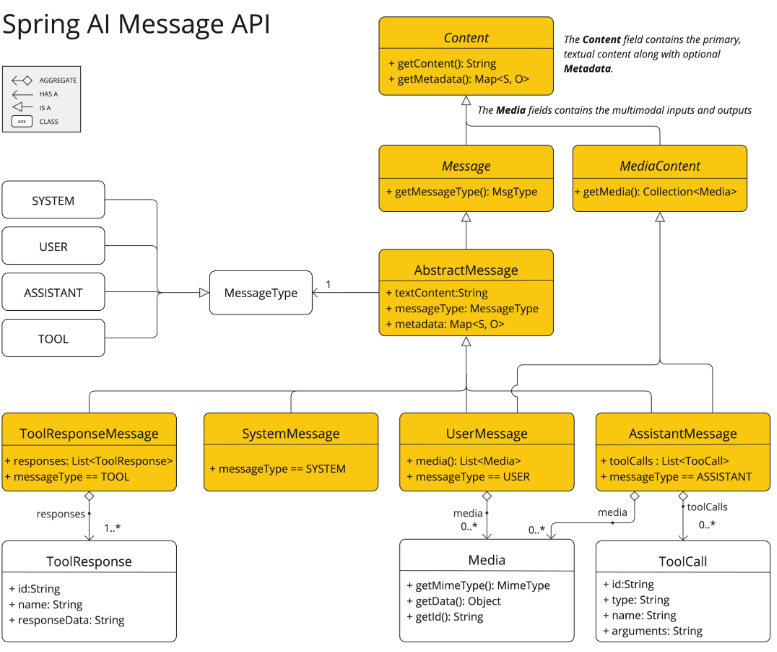 Spring AI Message API
Content
+ getContent(): String
+ getMetadata(): Map<S, O>
The Content field contains the primary,
textual content along with optional
Metadata.
AGGREGATE
HAS A
IS A
xxx CLASS
The Media fields contains the multimodal inputs and outputs
Message
+ getMessageType(): MsgType
MediaContent
+ getMedia(): Collection<Media>
SYSTEM
USER
ASSISTANT
TOOL
MessageType
1
AbstractMessage
+ textContent:String
+ messageType: MessageType
+ metadata: Map<S, O>
ToolResponseMessage
+ responses: List<ToolResponse>
+ messageType == TOOL
SystemMessage
+ messageType == SYSTEM
UserMessage
+ media(): List<Media>
+ messageType == USER
AssistantMessage
+ toolCalls : List<TooCall>
+ messageType == ASSISTANT
responses
1..*
media
0..*
media
0..*
toolCalls
0..*
ToolResponse
+ id:String
+ name: String
+ responseData: String
Media
+ getMimeType(): MimeType
+ getData(): Object
+ getId(): String
ToolCall
+ id:String
+ type: String
+ name: String
+ arguments: String